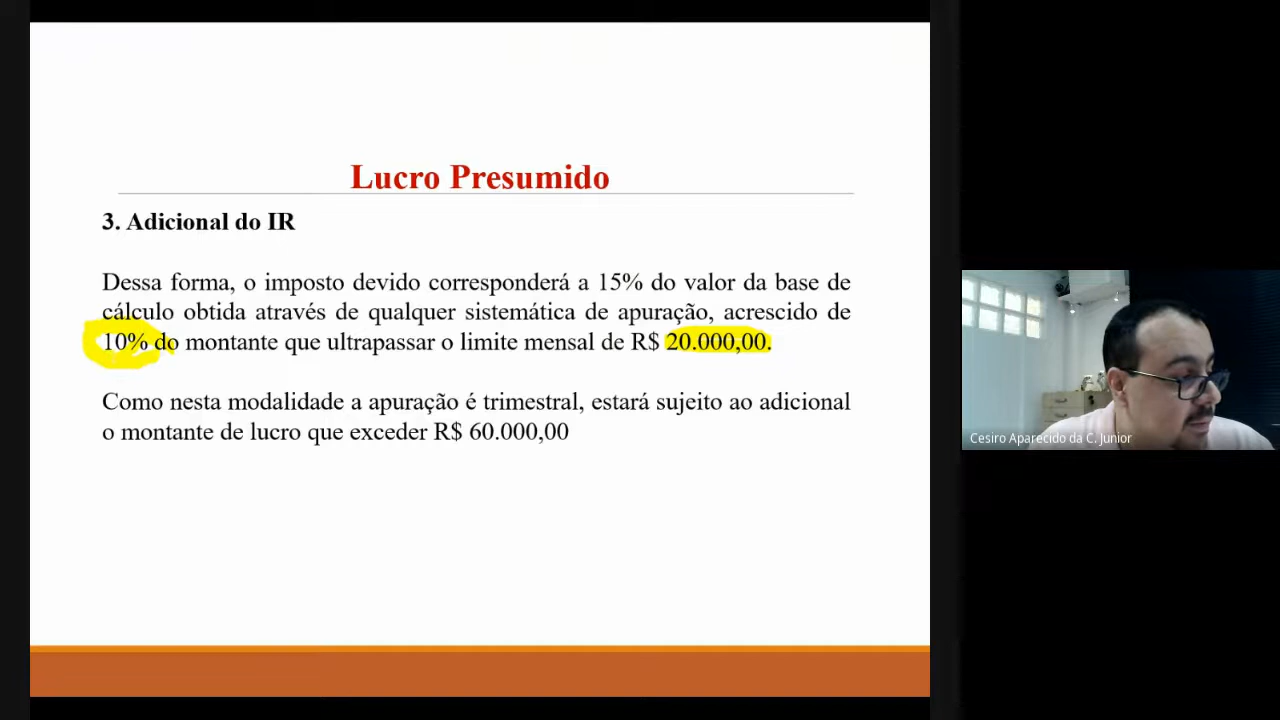 Lucro Presumido
3. Adicional do IR
Dessa forma, o imposto devido corresponderá a 15% do valor da base de
cálculo obtida através de qualquer sistemática de apuração, acrescido de
10% do montante que ultrapassar o limite mensal de R$ 20.000,00.
Como nesta modalidade a apuração é trimestral, estará sujeito ao adicional
o montante de lucro que exceder R$ 60.000,00
Cesiro Aparecido da C. Junior